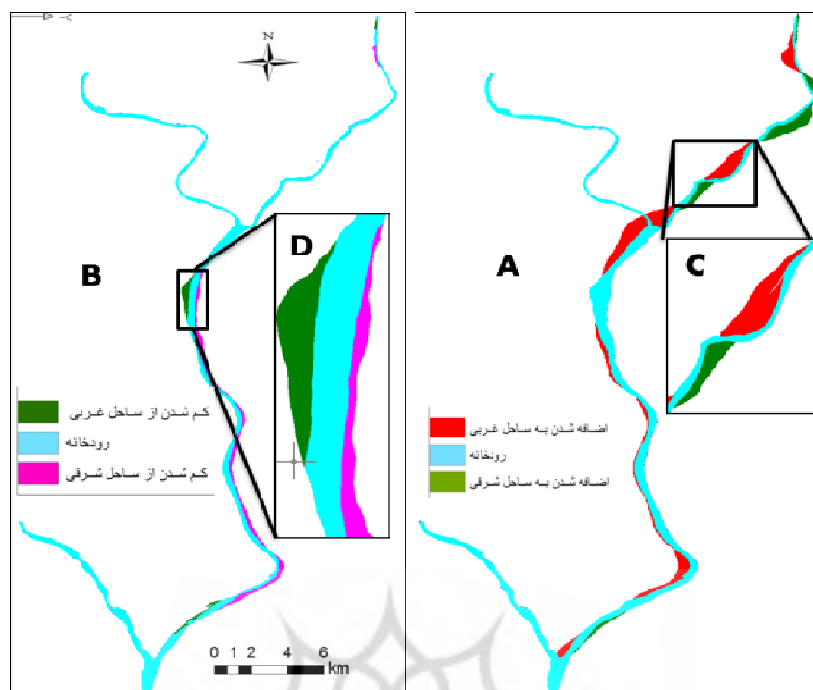 N
B
D
کم شدن از ساحل غربی
رودخانه
کم شدن از ساحل شرقی
0 1 2 4 6
km
A
C
اضافه شدن به ساحل غربی
رودخانه
اضافه شدن به ساحل شرقی